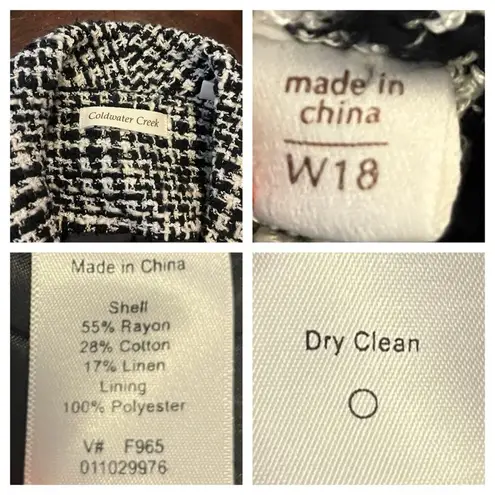 Coldwater Creek
made in
china
W18
Made in China
Shell
55% Rayon
28% Collon
17% Linen
Lining
100% Polyester
V# F965
011029976
Dry Clean